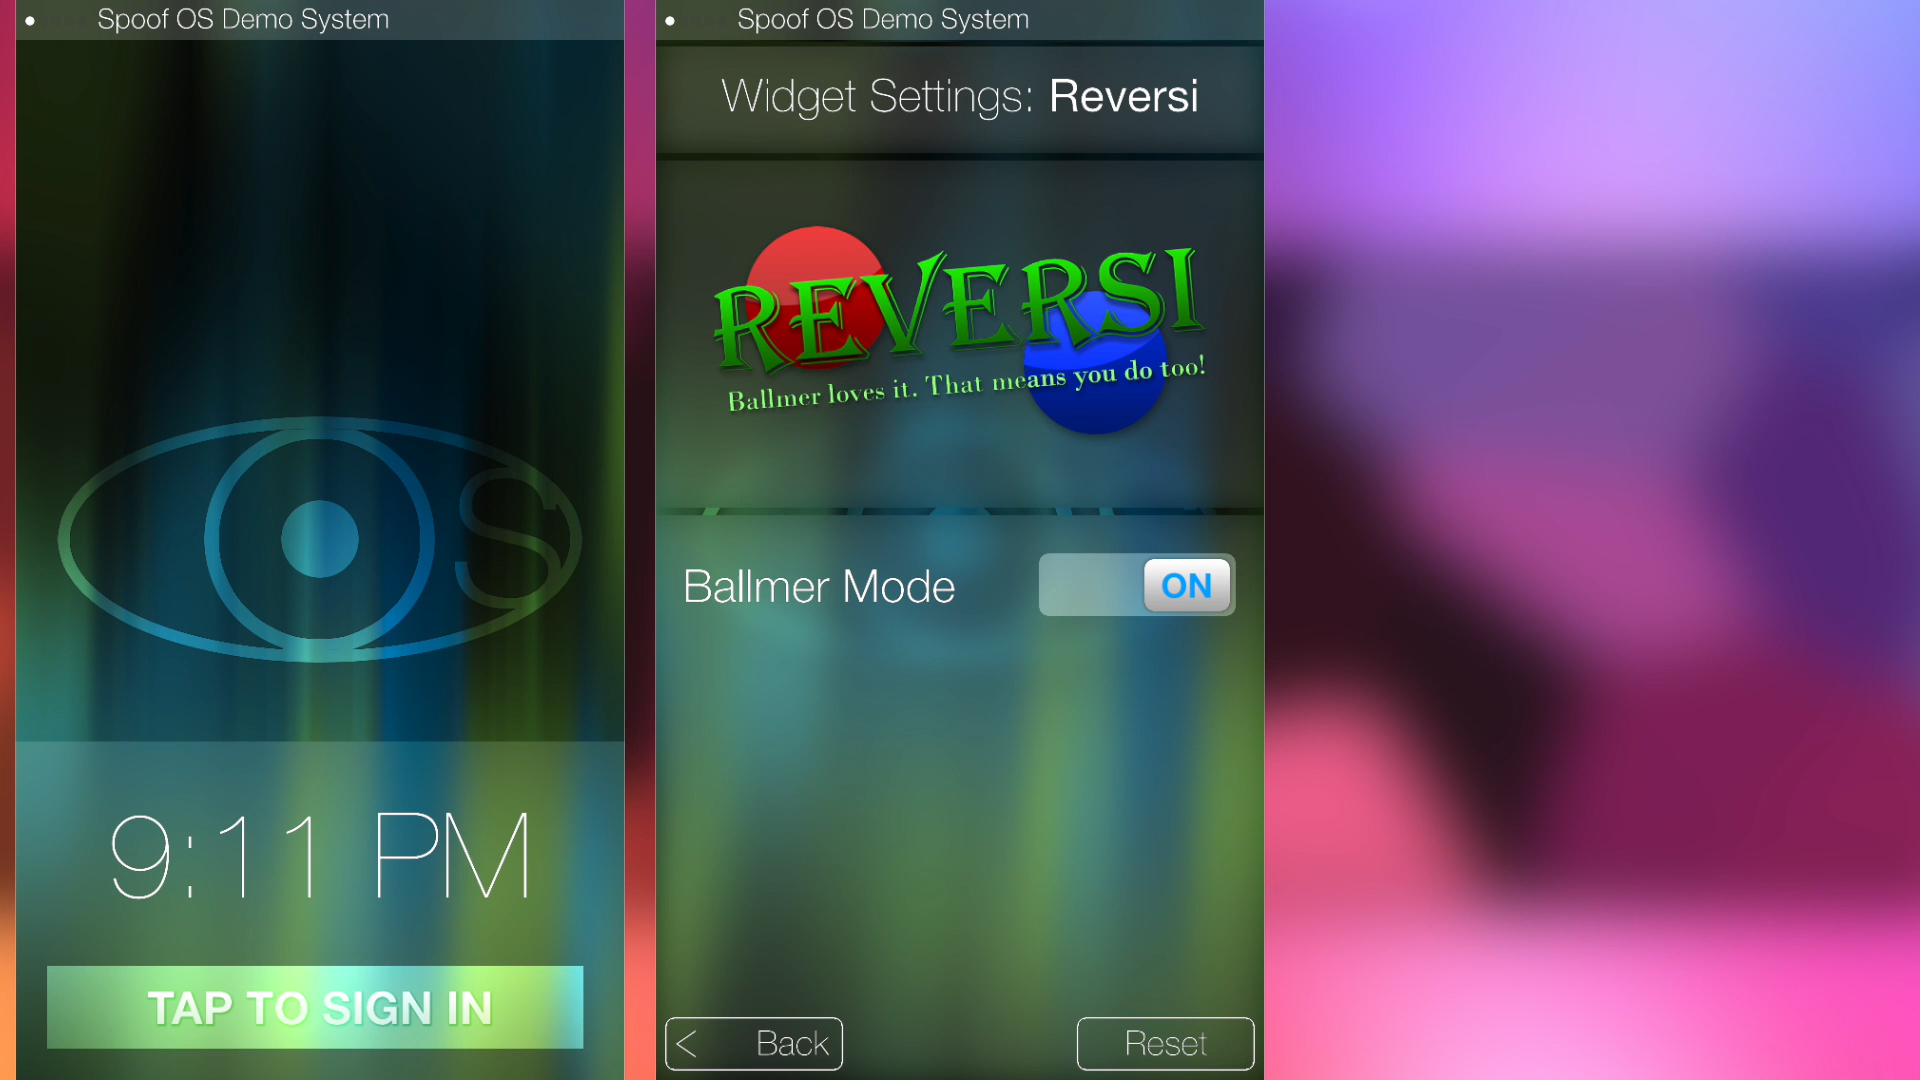 Spoof OS Demo System
OS
9:11 PM
TAP TO SIGN IN
Spoof OS Demo System
Widget Settings: Reversi
REVERSI
Ballmer loves it. That means you do too!
Ballmer Mode
ON
< Back
Reset